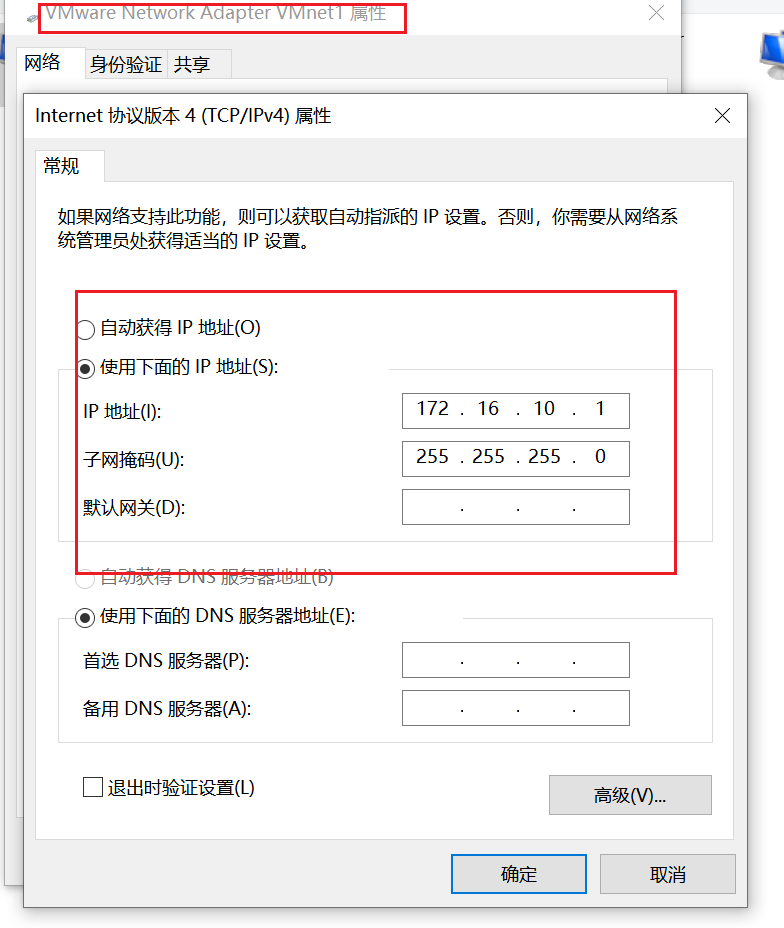 VMware Network Adapter VMnet1 属性
网络 身份验证 共享
Internet 协议版本 4 (TCP/IPv4) 属性
常规
如果网络支持此功能，则可以获取自动指派的 IP 设置。否则，你需要从网络系
统管理员处获得适当的 IP 设置。
自动获得 IP 地址(O)
使用下面的 IP 地址(S):
IP 地址(I): 172 . 16 . 10 . 1
子网掩码(U): 255 . 255 . 255 . 0
默认网关(D): . . .
自动获得 DNS 服务器地址(B)
使用下面的 DNS 服务器地址(E):
首选 DNS 服务器(P): . . .
备用 DNS 服务器(A): . . .
退出时验证设置(L)
高级(V)...
确定 取消